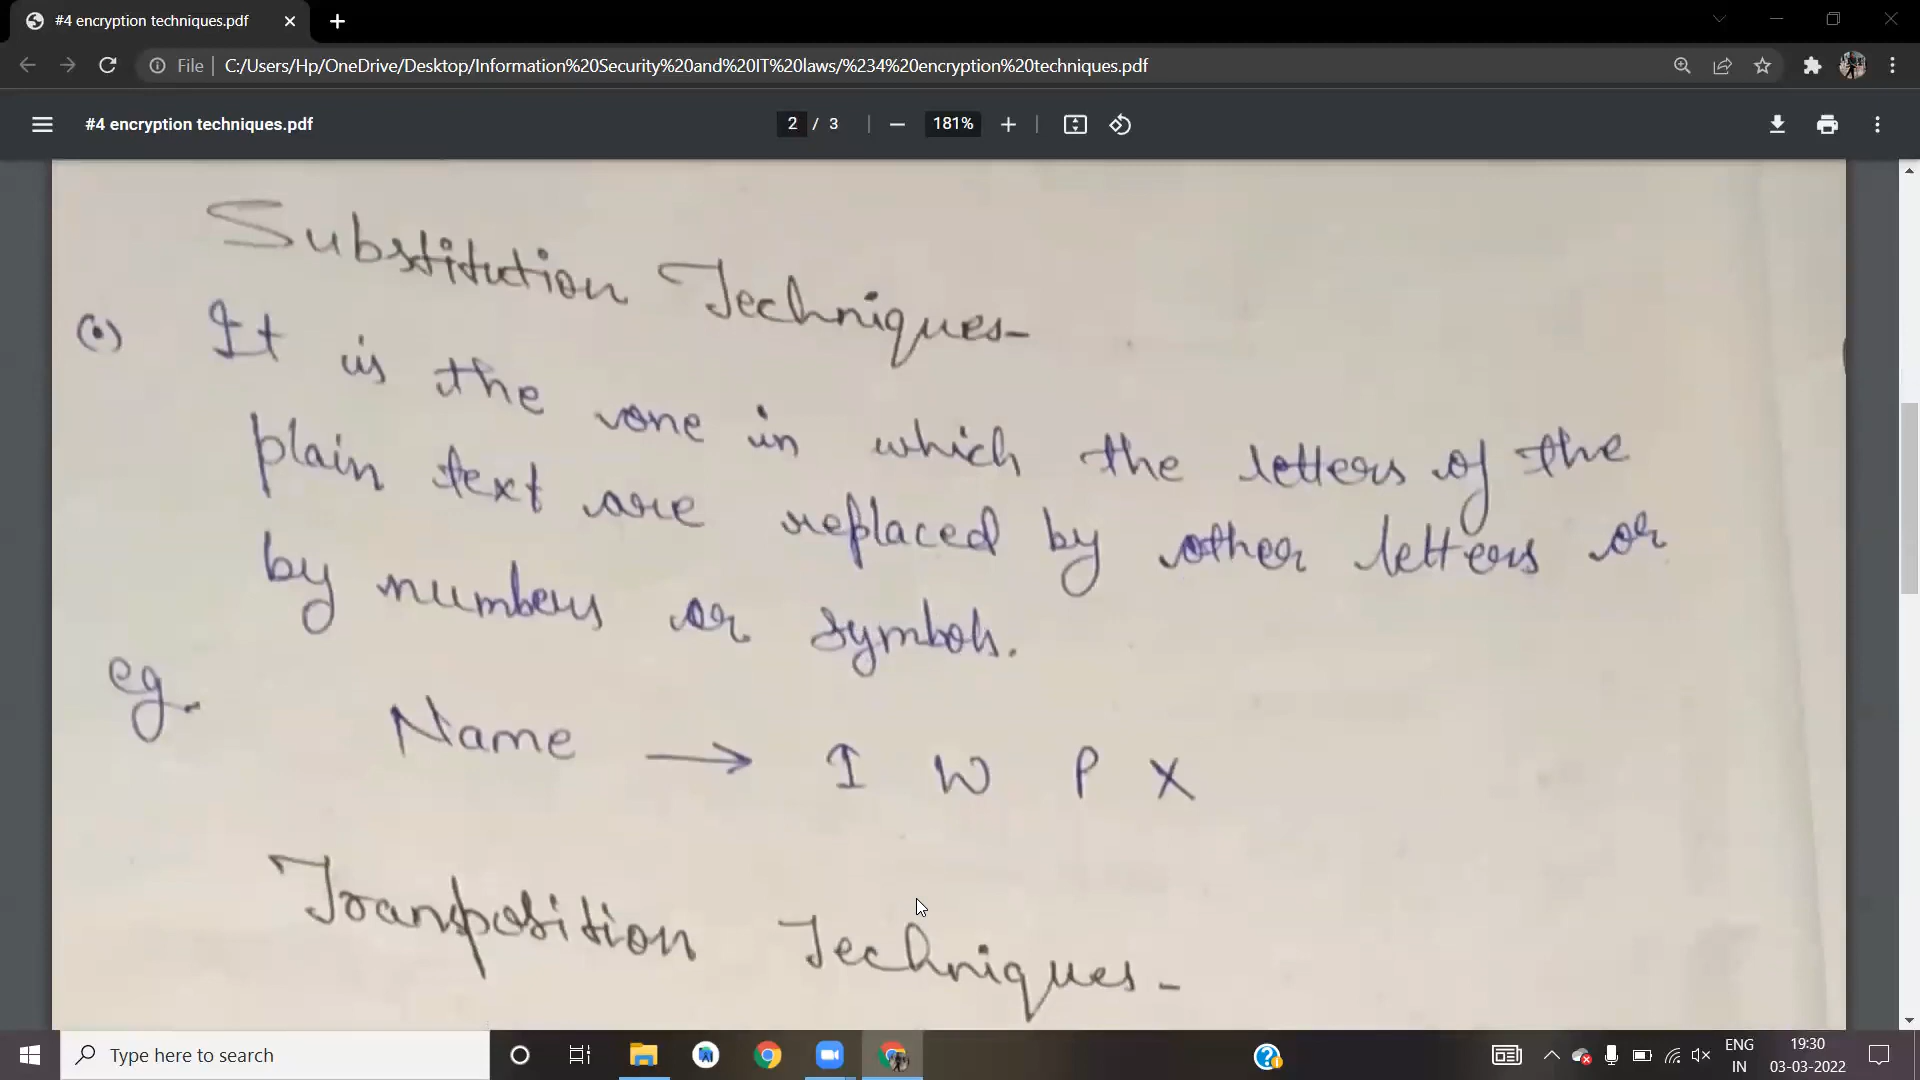 #4 encryption techniques.pdf
File
C:/Users/Hp/OneDrive/Desktop/Information%20Security%20and%20IT%20laws/%234%20encryption%20techniques.pdf
#4 encryption techniques.pdf
2 / 3
181%
Substitution Techniques-
(•) It is the one in which the letters of the
plain text are replaced by other letters or
by numbers or symbols.
eg.
Name → I W P X
Transposition Techniques-
Type here to search
ENG
IN
19:30
03-03-2022